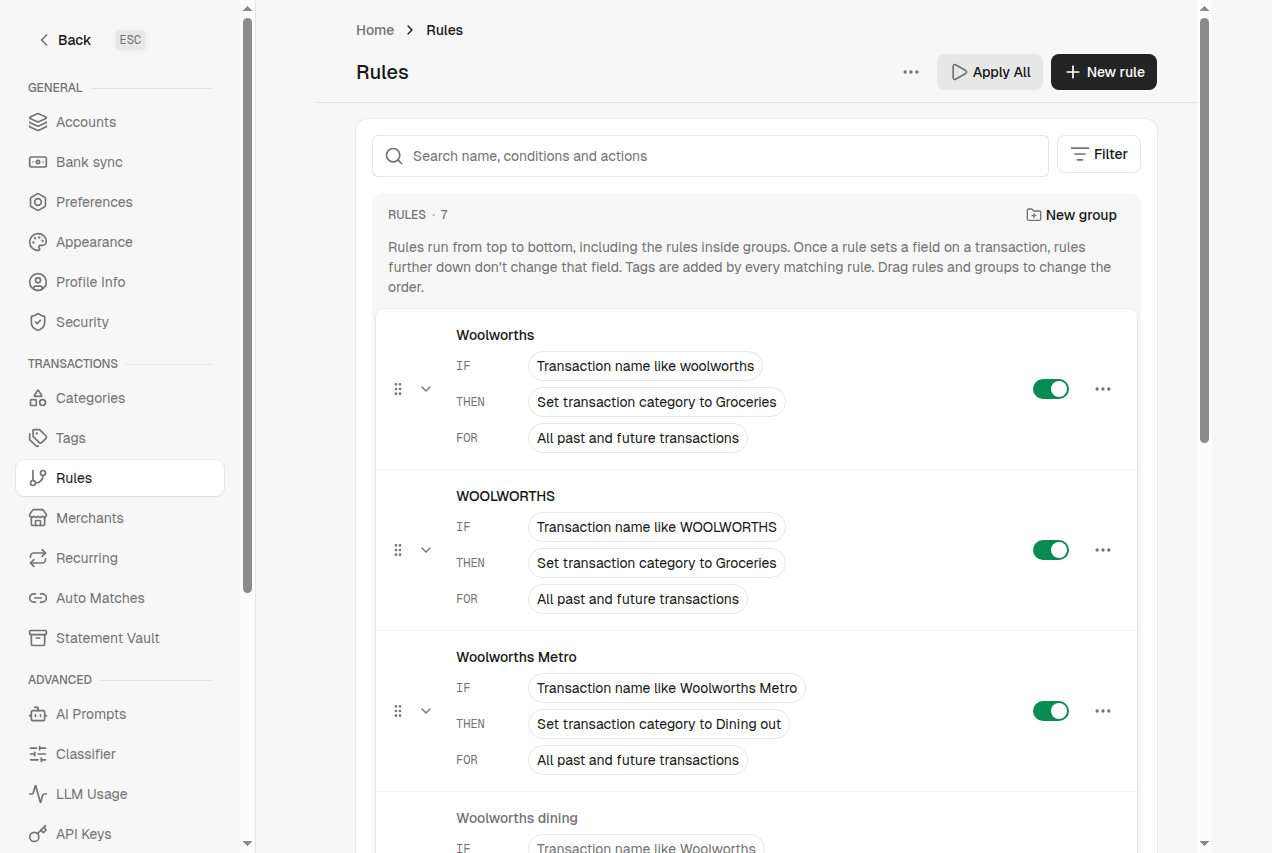 Back ESC
GENERAL
Accounts
Bank sync
Preferences
Appearance
Profile Info
Security
TRANSACTIONS
Categories
Tags
Rules
Merchants
Recurring
Auto Matches
Statement Vault
ADVANCED
AI Prompts
Classifier
LLM Usage
API Keys
Home > Rules
Rules
Apply All
New rule
Search name, conditions and actions
Filter
RULES · 7
New group
Rules run from top to bottom, including the rules inside groups. Once a rule sets a field on a transaction, rules
further down don't change that field. Tags are added by every matching rule. Drag rules and groups to change the
order.
Woolworths
IF Transaction name like woolworths
THEN Set transaction category to Groceries
FOR All past and future transactions
WOOLWORTHS
IF Transaction name like WOOLWORTHS
THEN Set transaction category to Groceries
FOR All past and future transactions
Woolworths Metro
IF Transaction name like Woolworths Metro
THEN Set transaction category to Dining out
FOR All past and future transactions
Woolworths dining
IF Transaction name like Woolworths